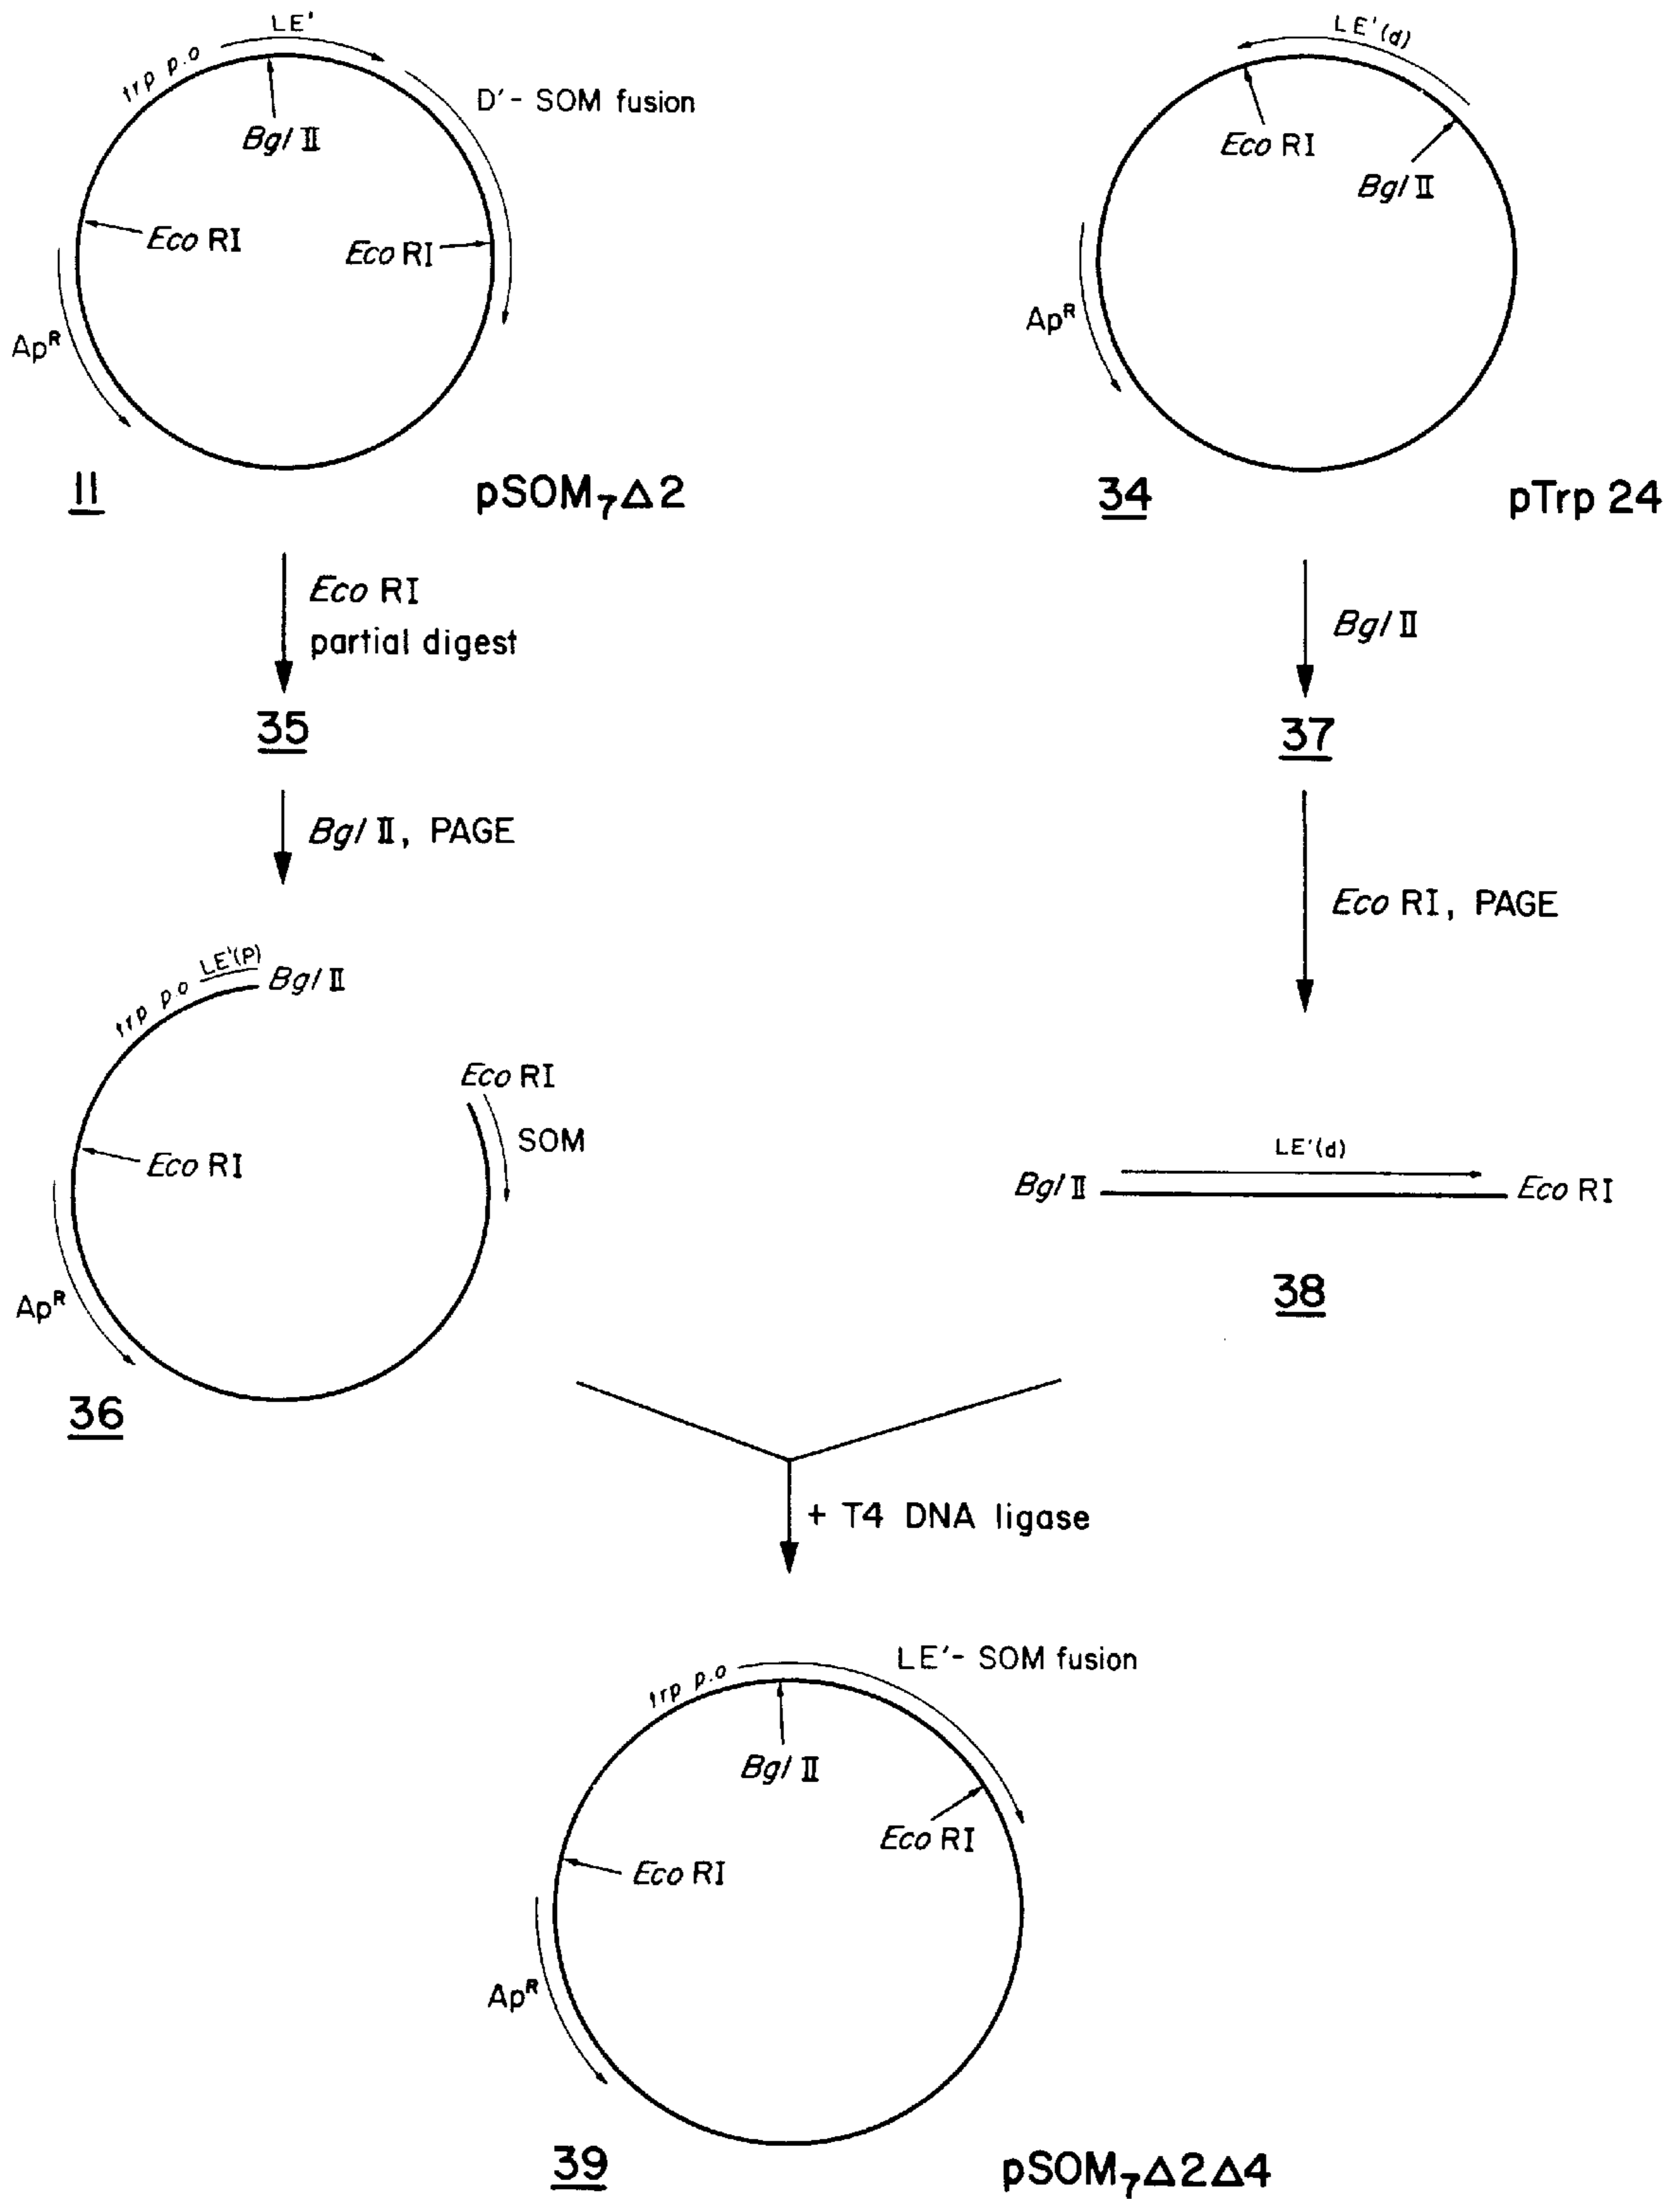 LE'
trp p.o
D'- SOM fusion
Bgl II
Eco RI
Eco RI
Ap^R
11
pSOM₇Δ2
LE'(d)
Eco RI
Bgl II
Ap^R
34
pTrp 24
Eco RI
partial digest
35
Bgl II, PAGE
Bgl II
37
Eco RI, PAGE
LE'(p)
trp p.o
Bgl II
Eco RI
SOM
Eco RI
Ap^R
36
LE'(d)
Bgl II
Eco RI
38
+ T4 DNA ligase
LE'- SOM fusion
trp p.o
Bgl II
Eco RI
Eco RI
Ap^R
39
pSOM₇Δ2Δ4